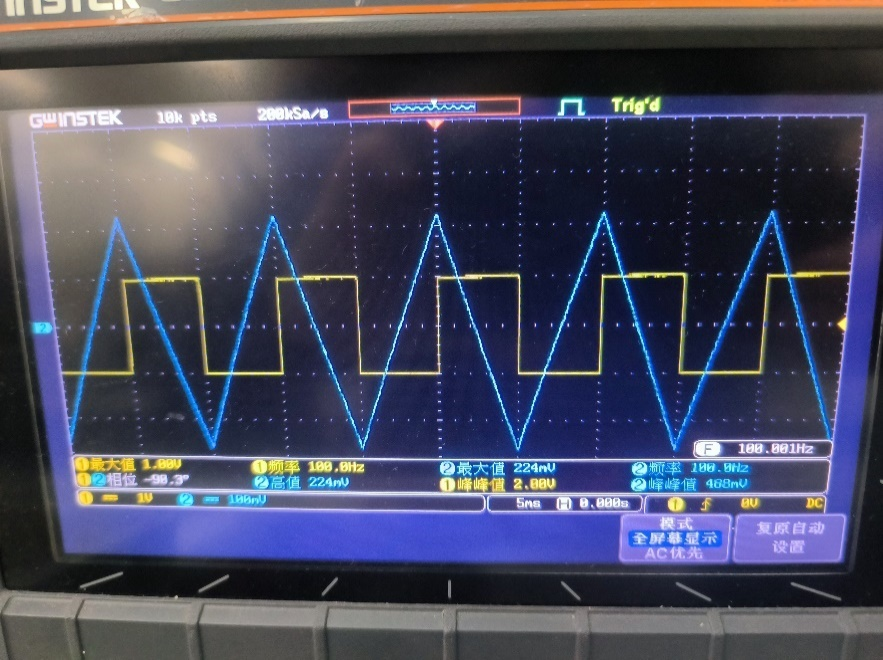 GWINSTEK 10k pts 200kSa/s Trig'd
2
F 100.001Hz
1最大值 1.00V 1频率 100.0Hz 2最大值 224mV 2频率 100.0Hz
1 2相位 -90.3° 2高值 224mV 1峰峰值 2.00V 2峰峰值 468mV
1 1V 2 100mV 5ms H 0.000s 1 0V DC
模式
全屏幕显示
AC优先
复原自动
设置